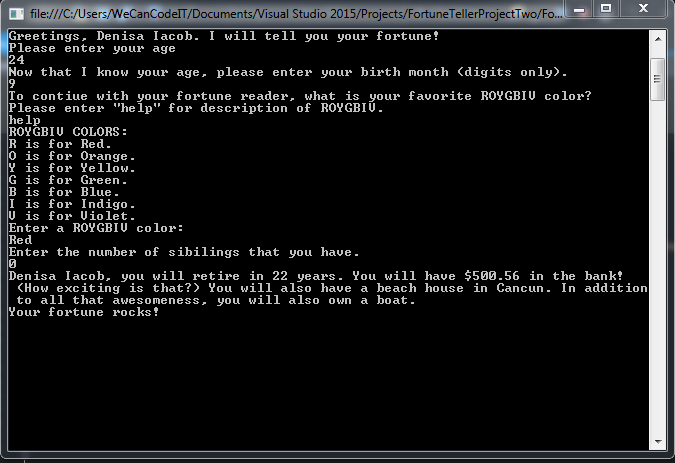 file:///C:/Users/WeCanCodeIT/Documents/Visual Studio 2015/Projects/FortuneTellerProjectTwo/Fo...
Greetings, Denisa Iacob. I will tell you your fortune!
Please enter your age
24
Now that I know your age, please enter your birth month (digits only).
9
To contiue with your fortune reader, what is your favorite ROYGBIV color?
Please enter "help" for description of ROYGBIV.
help
ROYGBIV COLORS:
R is for Red.
O is for Orange.
Y is for Yellow.
G is for Green.
B is for Blue.
I is for Indigo.
V is for Violet.
Enter a ROYGBIV color:
Red
Enter the number of sibilings that you have.
0
Denisa Iacob, you will retire in 22 years. You will have $500.56 in the bank!
(How exciting is that?) You will also have a beach house in Cancun. In addition
to all that awesomeness, you will also own a boat.
Your fortune rocks!